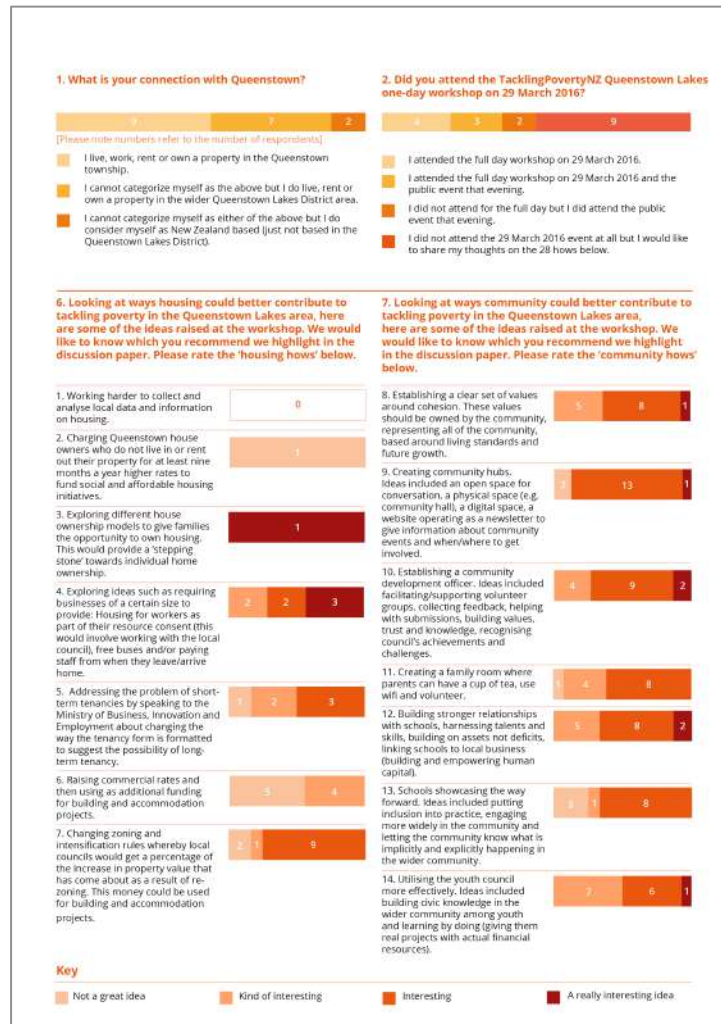 1. What is your connection with Queenstown?
9 7 2
[Please note numbers refer to the number of respondents]
I live, work, rent or own a property in the Queenstown
township.
I cannot categorize myself as the above but I do live, rent or
own a property in the wider Queenstown Lakes District area.
I cannot categorize myself as either of the above but I do
consider myself as New Zealand based (just not based in the
Queenstown Lakes District).
2. Did you attend the TacklingPovertyNZ Queenstown Lakes
one-day workshop on 29 March 2016?
3 2 9
I attended the full day workshop on 29 March 2016.
I attended the full day workshop on 29 March 2016 and the
public event that evening.
I did not attend for the full day but I did attend the public
event that evening.
I did not attend the 29 March 2016 event at all but I would like
to share my thoughts on the 28 hows below.
6. Looking at ways housing could better contribute to
tackling poverty in the Queenstown Lakes area, here
are some of the ideas raised at the workshop. We would
like to know which you recommend we highlight in the
discussion paper. Please rate the 'housing hows' below.
1. Working harder to collect and
analyse local data and information
on housing.
0
2. Charging Queenstown house
owners who do not live in or rent
out their property for at least nine
months a year higher rates to
fund social and affordable housing
initiatives.
1
3. Exploring different house
ownership models to give families
the opportunity to own housing.
This would provide a 'stepping
stone' towards individual home
ownership.
1
4. Exploring ideas such as requiring
businesses of a certain size to
provide: Housing for workers as
part of their resource consent (this
would involve working with the local
council), free buses and/or paying
staff from when they leave/arrive
home.
2 2 3
5. Addressing the problem of short-
term tenancies by speaking to the
Ministry of Business, Innovation and
Employment about changing the
way the tenancy form is formatted
to suggest the possibility of long-
term tenancy.
1 2 3
6. Raising commercial rates and
then using as additional funding
for building and accommodation
projects.
5 4
7. Changing zoning and
intensification rules whereby local
councils would get a percentage of
the increase in property value that
has come about as a result of re-
zoning. This money could be used
for building and accommodation
projects.
2 1 9
7. Looking at ways community could better contribute to
tackling poverty in the Queenstown Lakes area,
here are some of the ideas raised at the workshop. We
would like to know which you recommend we highlight
in the discussion paper. Please rate the 'community hows'
below.
8. Establishing a clear set of values
around cohesion. These values
should be owned by the community,
representing all of the community,
based around living standards and
future growth.
5 8 1
9. Creating community hubs.
Ideas included an open space for
conversation, a physical space (e.g.
community hall), a digital space, a
website operating as a newsletter to
give information about community
events and when/where to get
involved.
13 1
10. Establishing a community
development officer. Ideas included
facilitating/supporting volunteer
groups, collecting feedback, helping
with submissions, building values,
trust and knowledge, recognising
council's achievements and
challenges.
4 9 2
11. Creating a family room where
parents can have a cup of tea, use
wifi and volunteer.
1 4 8
12. Building stronger relationships
with schools, harnessing talents and
skills, building on assets not deficits,
linking schools to local business
(building and empowering human
capital).
5 8 2
13. Schools showcasing the way
forward. Ideas included putting
inclusion into practice, engaging
more widely in the community and
letting the community know what is
implicitly and explicitly happening in
the wider community.
3 1 8
14. Utilising the youth council
more effectively. Ideas included
building civic knowledge in the
wider community among youth
and learning by doing (giving them
real projects with actual financial
resources).
7 6 1
Key
Not a great idea
Kind of interesting
Interesting
A really interesting idea